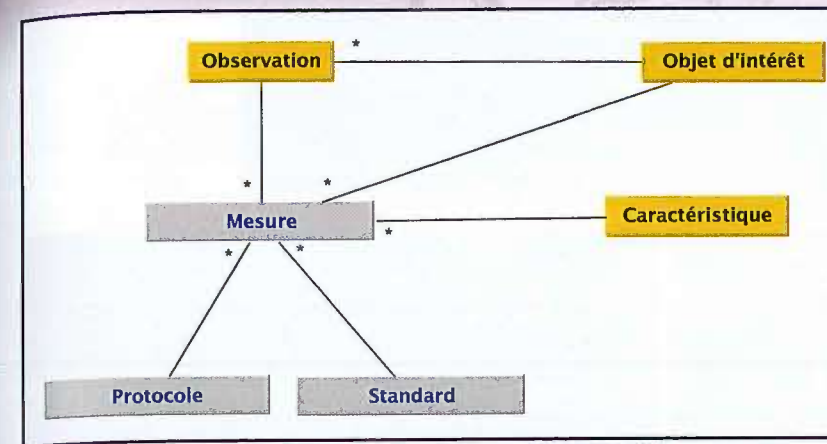 Observation
*
Objet d'intérêt
*
*
Mesure
Caractéristique
*
*
*
Protocole
Standard